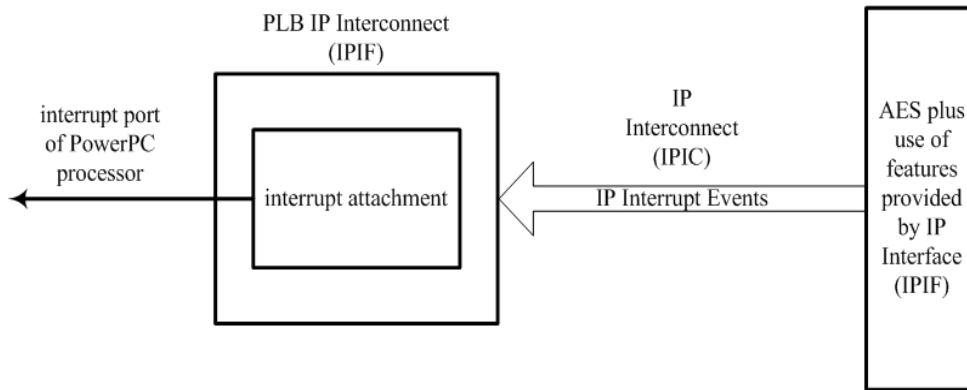 PLB IP Interconnect
(IPIF)
interrupt port
of PowerPC
processor
interrupt attachment
IP
Interconnect
(IPIC)
IP Interrupt Events
AES plus
use of
features
provided
by IP
Interface
(IPIF)